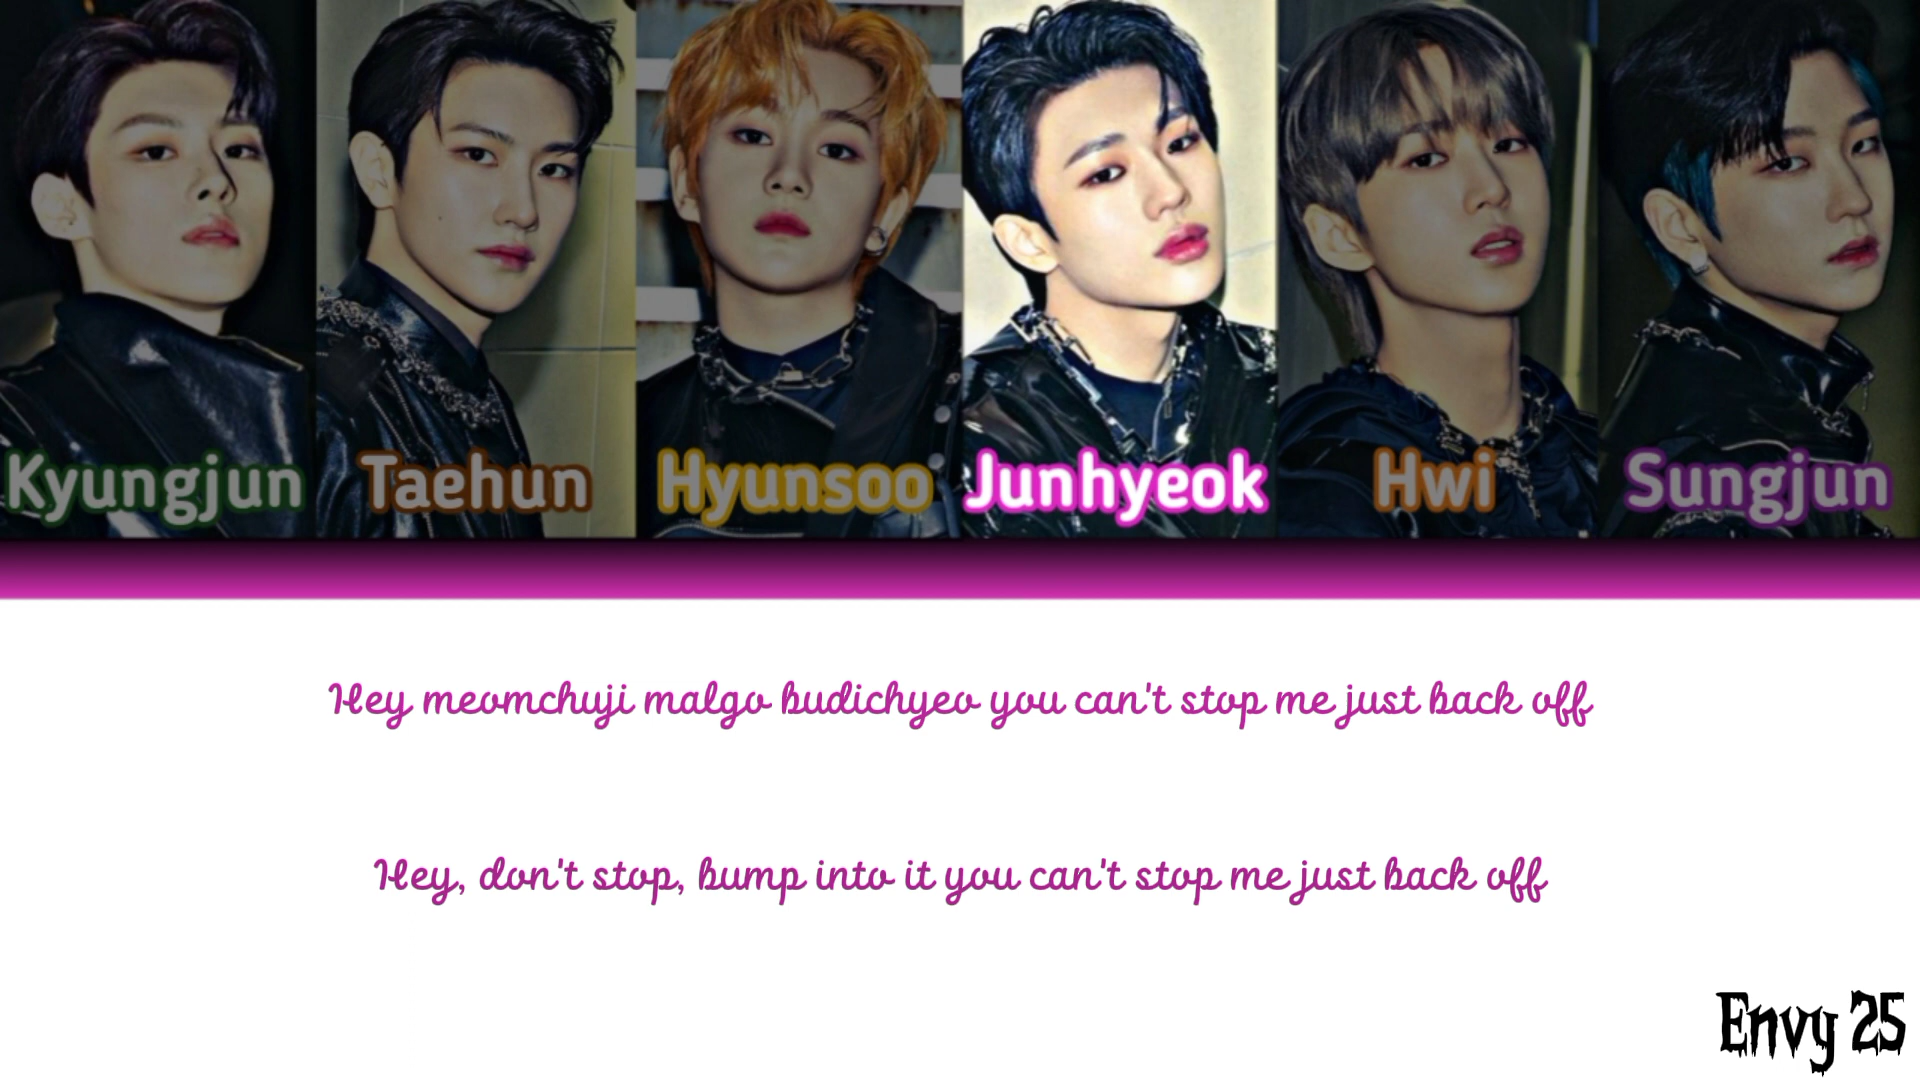 Kyungjun Taehun Hyunsoo Junhyeok Hwi Sungjun
Hey meomchuji malgo budichyeo you can't stop me just back off
Hey, don't stop, bump into it you can't stop me just back off
Envy 25